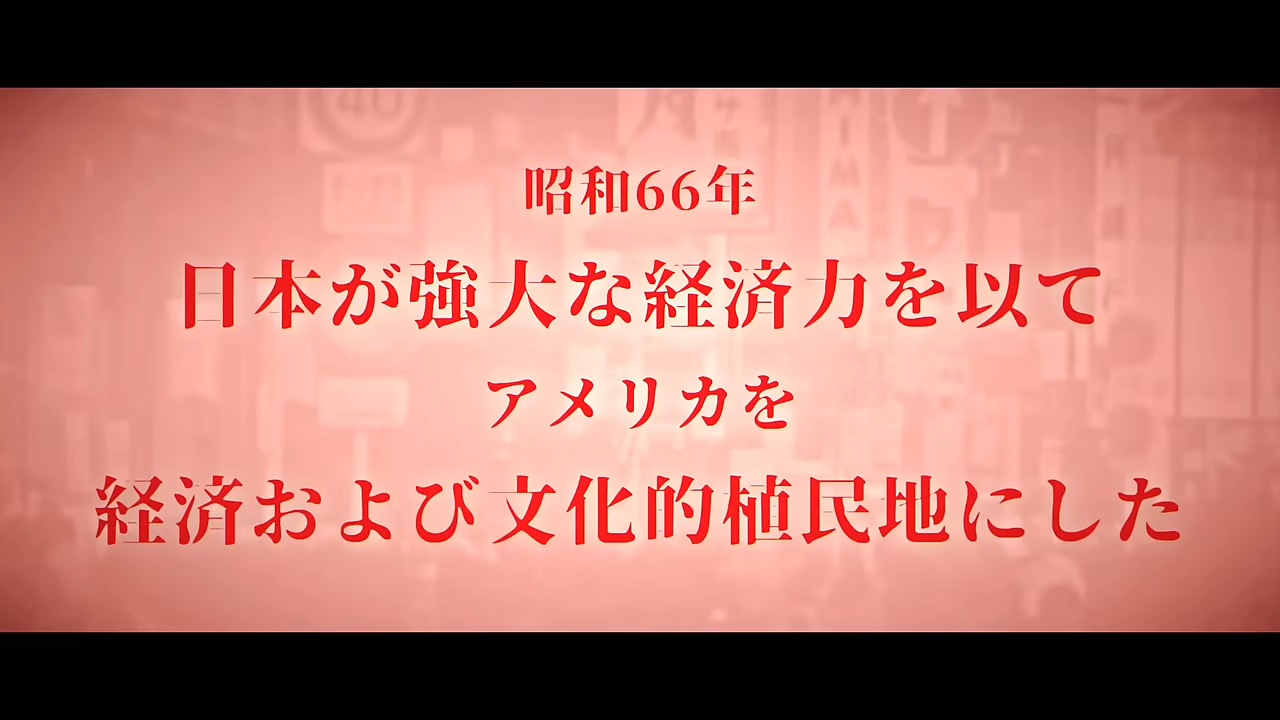 昭和66年
日本が強大な経済力を以て
アメリカを
経済および文化的植民地にした